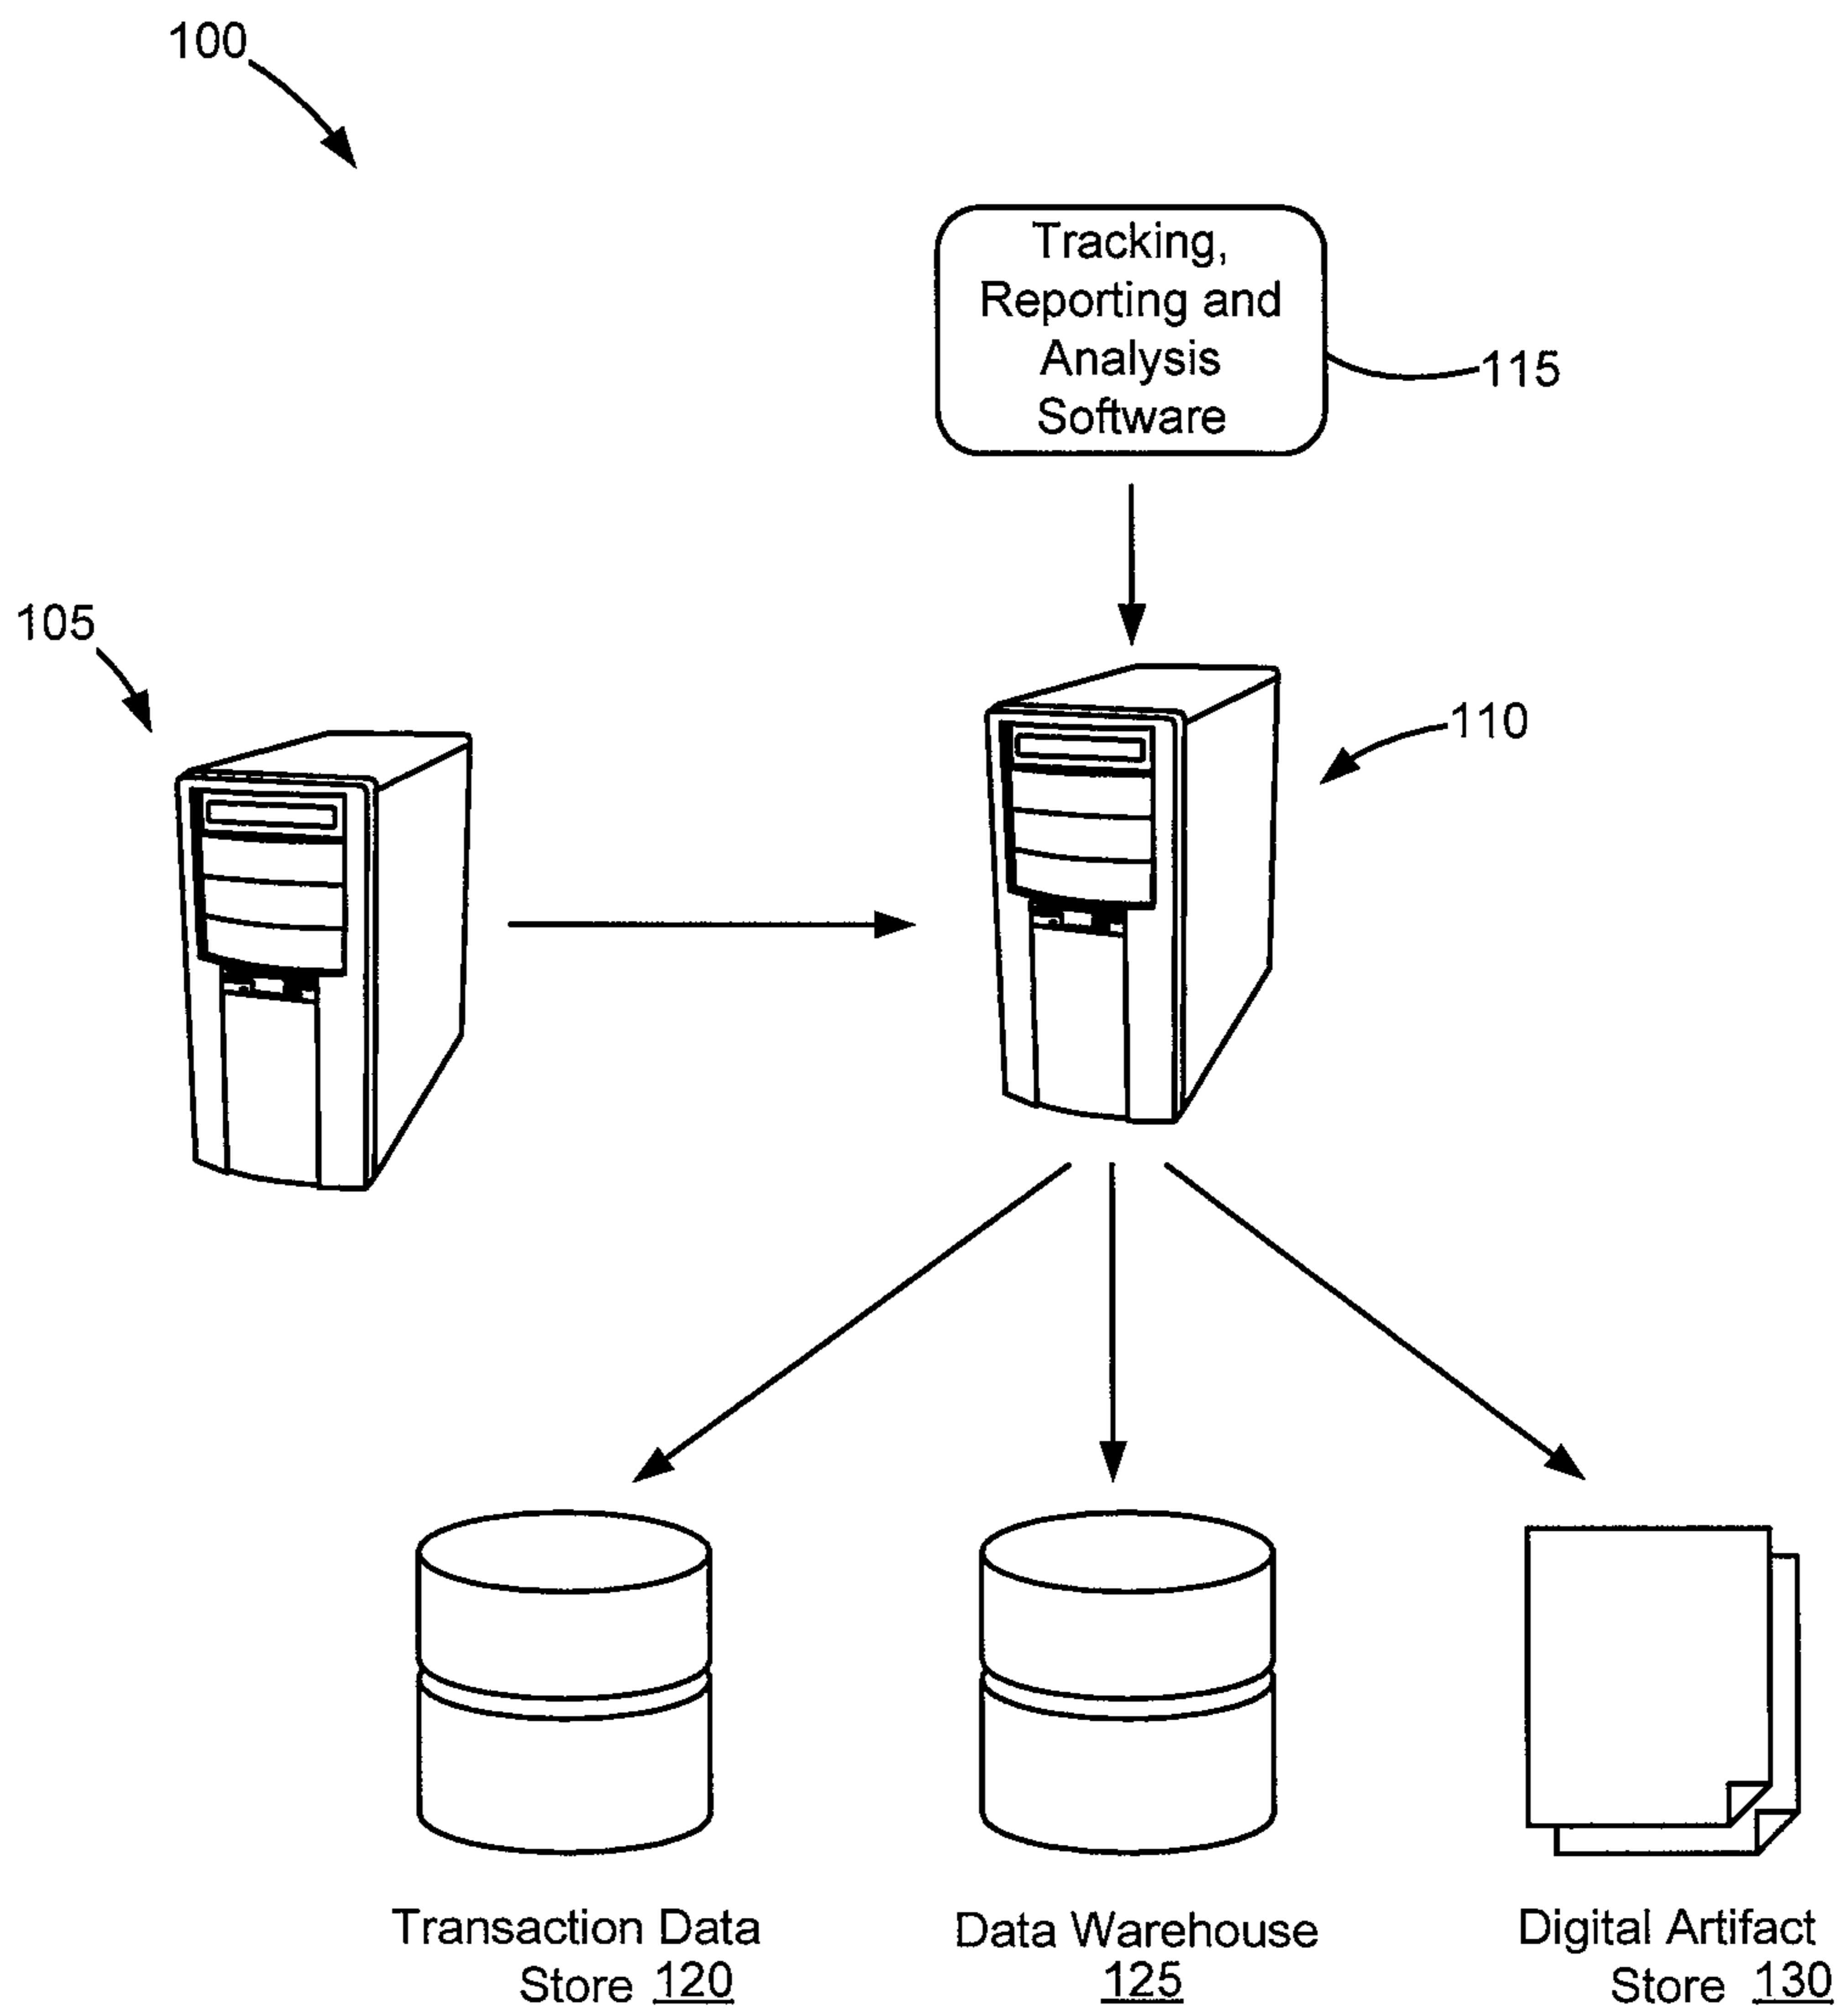 100
Tracking,
Reporting and
Analysis
Software
115
105
110
Transaction Data
Store 120
Data Warehouse
125
Digital Artifact
Store 130